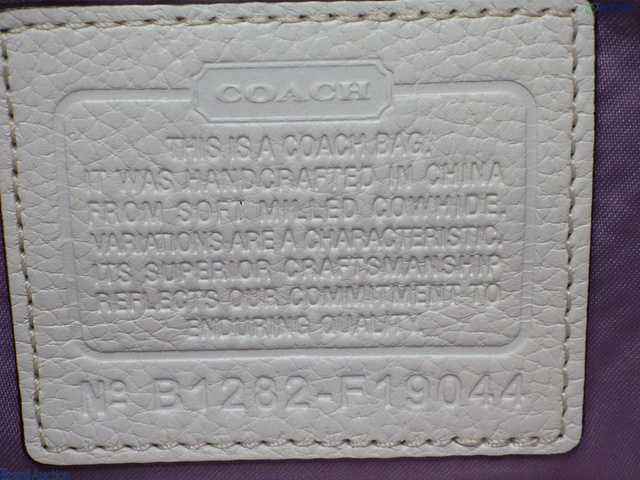 COACH
THIS IS A COACH BAG.
IT WAS HANDCRAFTED IN CHINA
FROM SOFT MILLED COWHIDE.
VARIATIONS ARE A CHARACTERISTIC.
ITS SUPERIOR CRAFTSMANSHIP
REFLECTS OUR COMMITMENT TO
ENDURING QUALITY.
Nº B1282-F19044